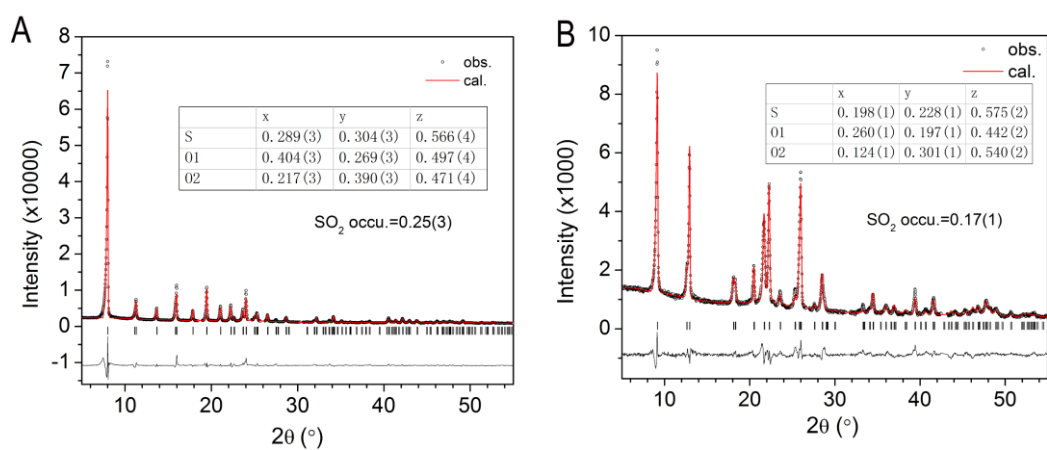 A
Intensity (x10000)
8
7
6
5
4
3
2
1
0
-1
obs.
cal.
x y z
S 0.289(3) 0.304(3) 0.566(4)
O1 0.404(3) 0.269(3) 0.497(4)
O2 0.217(3) 0.390(3) 0.471(4)
SO₂ occu.=0.25(3)
10 20 30 40 50
2θ (°)
B
Intensity (x1000)
10
8
6
4
2
0
obs.
cal.
x y z
S 0.198(1) 0.228(1) 0.575(2)
O1 0.260(1) 0.197(1) 0.442(2)
O2 0.124(1) 0.301(1) 0.540(2)
SO₂ occu.=0.17(1)
10 20 30 40 50
2θ (°)